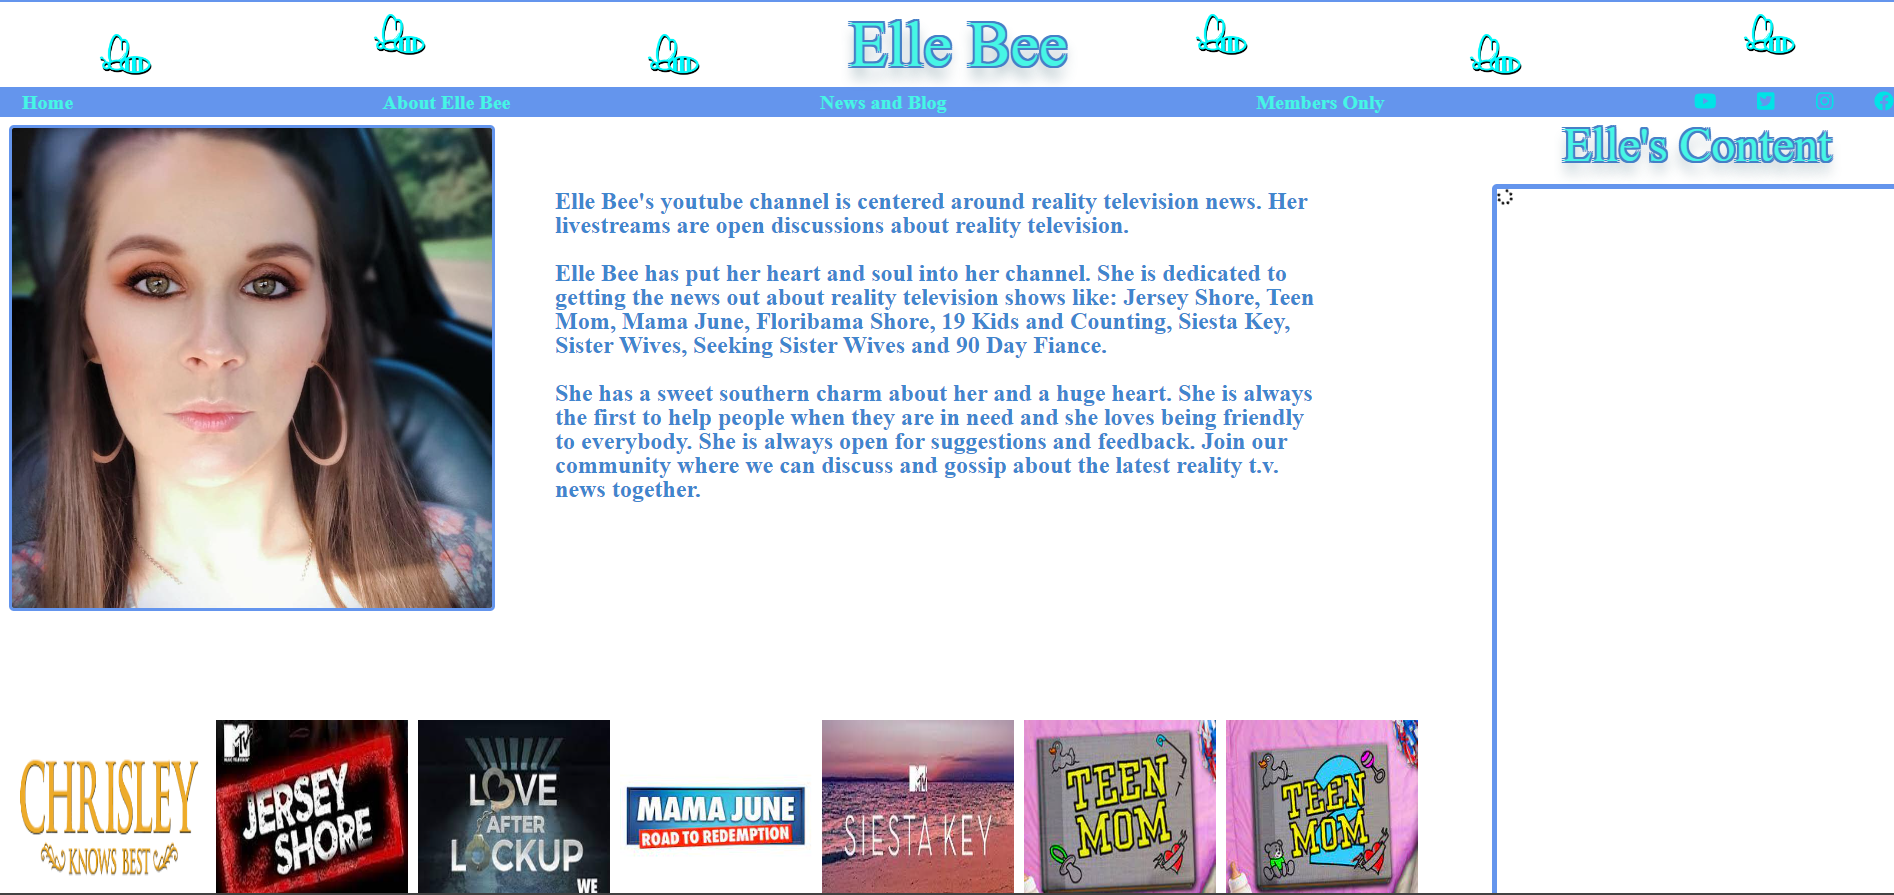 Elle Bee
Home
About Elle Bee
News and Blog
Members Only
Elle's Content
Elle Bee's youtube channel is centered around reality television news. Her
livestreams are open discussions about reality television.
Elle Bee has put her heart and soul into her channel. She is dedicated to
getting the news out about reality television shows like: Jersey Shore, Teen
Mom, Mama June, Floribama Shore, 19 Kids and Counting, Siesta Key,
Sister Wives, Seeking Sister Wives and 90 Day Fiance.
She has a sweet southern charm about her and a huge heart. She is always
the first to help people when they are in need and she loves being friendly
to everybody. She is always open for suggestions and feedback. Join our
community where we can discuss and gossip about the latest reality t.v.
news together.
CHRISLEY
KNOWS BEST
MTV
MUSIC TELEVISION
JERSEY
SHORE
LOVE
AFTER
LOCKUP
WE
MAMA JUNE
ROAD TO REDEMPTION
MTV
SIESTA KEY
TEEN
MOM
TEEN
MOM
2